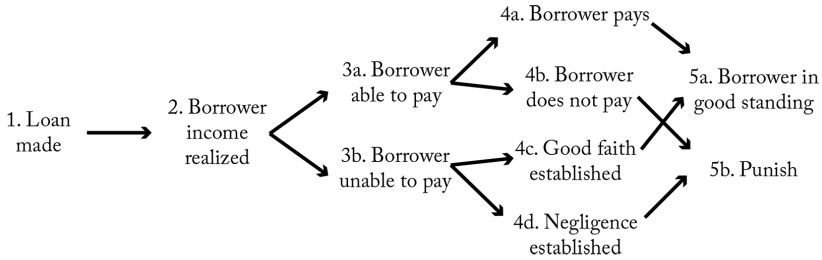 1. Loan
made
2. Borrower
income
realized
3a. Borrower
able to pay
3b. Borrower
unable to pay
4a. Borrower pays
4b. Borrower
does not pay
4c. Good faith
established
4d. Negligence
established
5a. Borrower in
good standing
5b. Punish